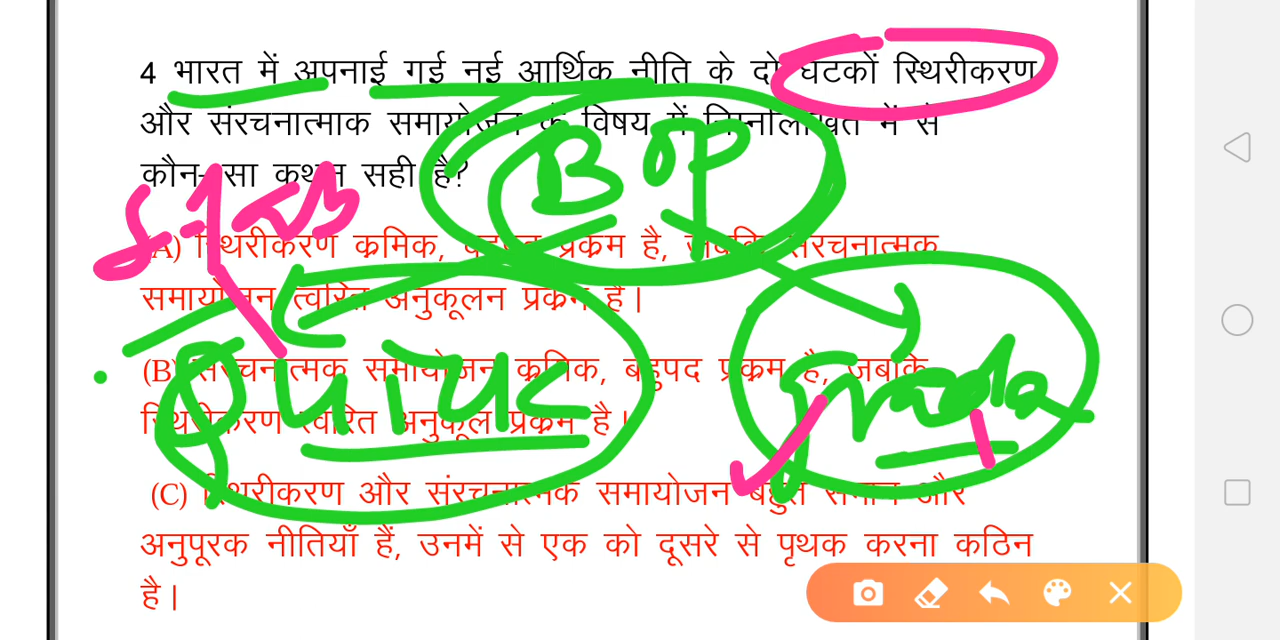 4 भारत में अपनाई गई नई आर्थिक नीति के दो घटकों स्थिरीकरण
और संरचनात्माक समायोजन के विषय में निम्नलिखित में से
कौन-सा कथन सही है?
BOP
(A) स्थिरीकरण क्रमिक, बहुपद प्रक्रम है, जबकि संरचनात्मक
समायोजन त्वरित अनुकूलन प्रक्रम है।
(B) संरचनात्मक समायोजन क्रमिक, बहुपद प्रक्रम है, जबकि
स्थिरीकरण त्वरित अनुकूल प्रक्रम है।
(C) स्थिरीकरण और संरचनात्मक समायोजन बहुत समान और
अनुपूरक नीतियाँ हैं, उनमें से एक को दूसरे से पृथक करना कठिन
है।